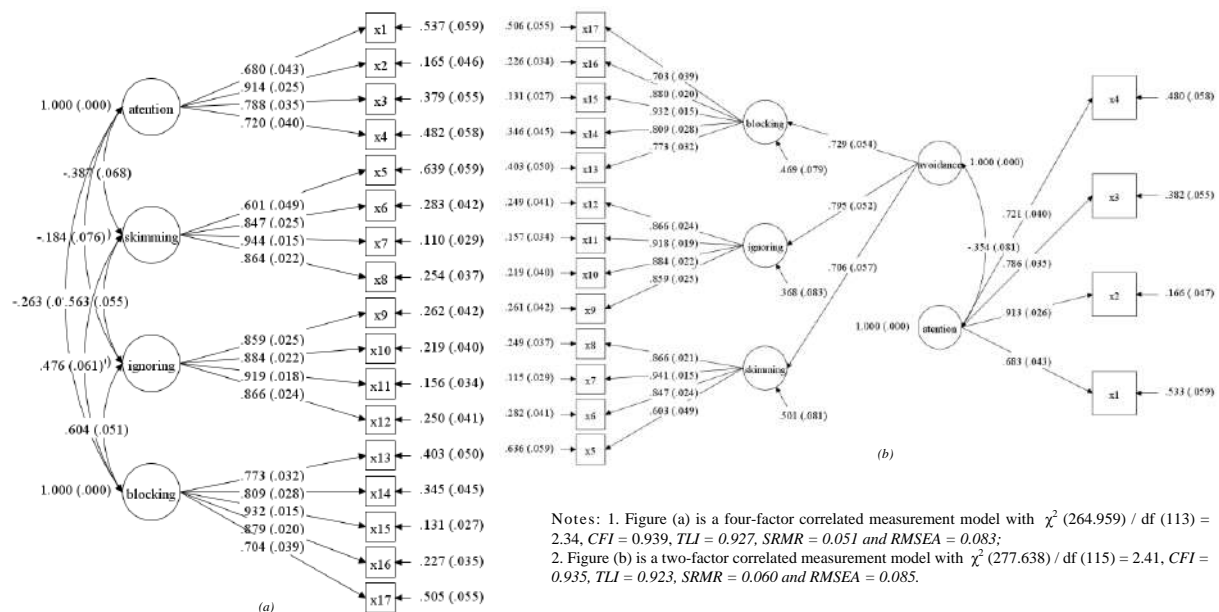 x1
.537 (.059)
x2
.165 (.046)
x3
.379 (.055)
x4
.482 (.058)
x5
.639 (.059)
x6
.283 (.042)
x7
.110 (.029)
x8
.254 (.037)
x9
.262 (.042)
x10
.219 (.040)
x11
.156 (.034)
x12
.250 (.041)
x13
.403 (.050)
x14
.345 (.045)
x15
.131 (.027)
x16
.227 (.035)
x17
.505 (.055)
.680 (.043)
.914 (.025)
.788 (.035)
.720 (.040)
1.000 (.000)
atention
-.387 (.068)
.601 (.049)
.847 (.025)
.944 (.015)
.864 (.022)
-.184 (.076)
skimming
-.263
.563 (.055)
.859 (.025)
.884 (.022)
.919 (.018)
.866 (.024)
.476 (.061)
ignoring
.604 (.051)
.773 (.032)
.809 (.028)
.932 (.015)
.879 (.020)
.704 (.039)
1.000 (.000)
blocking
(a)
.506 (.055)
x17
.226 (.034)
x16
.131 (.027)
x15
.346 (.045)
x14
.403 (.050)
x13
.249 (.041)
x12
.157 (.034)
x11
.219 (.040)
x10
.261 (.042)
x9
.249 (.037)
x8
.115 (.029)
x7
.282 (.041)
x6
.636 (.059)
x5
.703 (.039)
.880 (.020)
.932 (.015)
.809 (.028)
.773 (.032)
blocking
.469 (.079)
.866 (.024)
.918 (.019)
.884 (.022)
.859 (.025)
ignoring
.368 (.083)
.866 (.021)
.941 (.015)
.847 (.024)
.603 (.049)
skimming
.501 (.081)
.729 (.054)
.795 (.052)
.706 (.057)
avoidance
1.000 (.000)
-.354 (.081)
1.000 (.000)
atention
.721 (.040)
.786 (.035)
.913 (.026)
.683 (.043)
x4
.480 (.058)
x3
.382 (.055)
x2
.166 (.047)
x1
.533 (.059)
(b)
Notes: 1. Figure (a) is a four-factor correlated measurement model with χ² (264.959) / df (113) =
2.34, CFI = 0.939, TLI = 0.927, SRMR = 0.051 and RMSEA = 0.083;
2. Figure (b) is a two-factor correlated measurement model with χ² (277.638) / df (115) = 2.41, CFI =
0.935, TLI = 0.923, SRMR = 0.060 and RMSEA = 0.085.